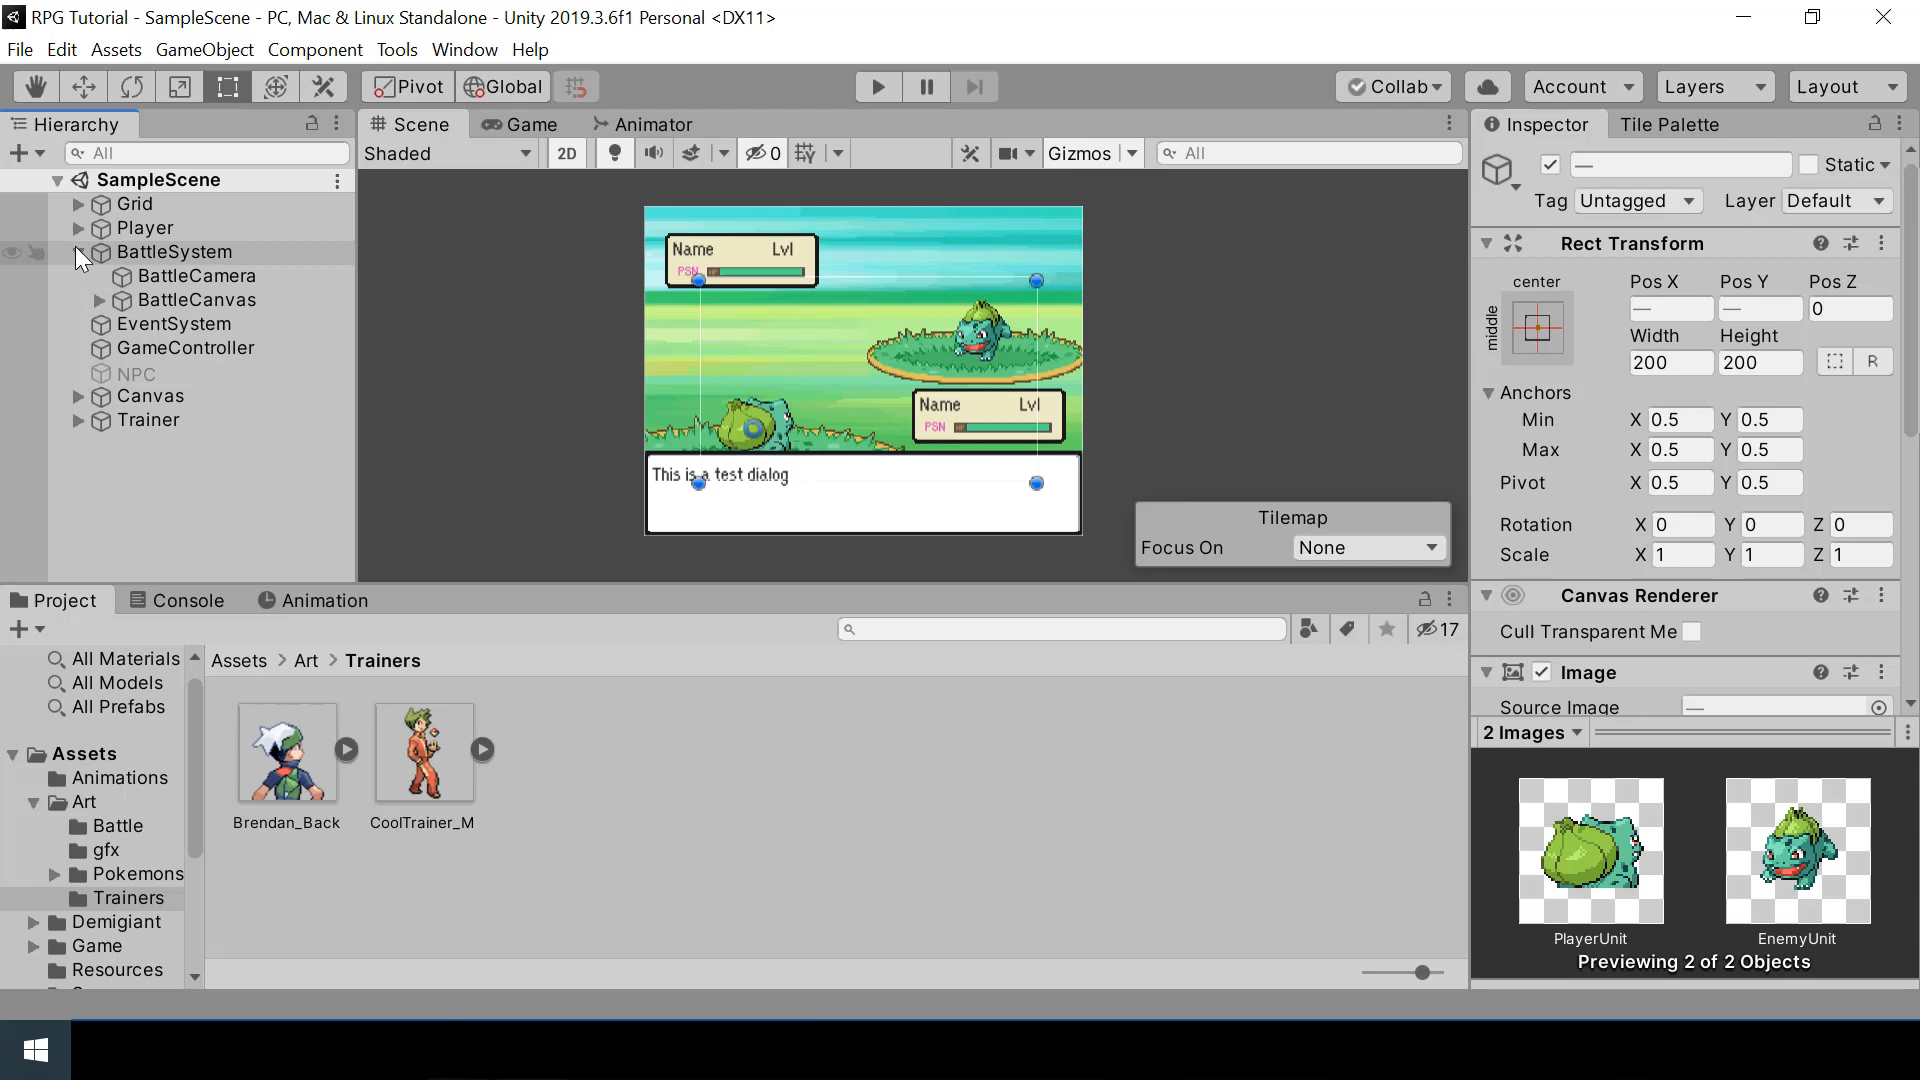 RPG Tutorial - SampleScene - PC, Mac & Linux Standalone - Unity 2019.3.6f1 Personal <DX11>
File Edit Assets GameObject Component Tools Window Help
Pivot Global Collab Account Layers Layout
Hierarchy
All
SampleScene
Grid
Player
BattleSystem
BattleCamera
BattleCanvas
EventSystem
GameController
NPC
Canvas
Trainer
Scene Game Animator
Shaded 2D 0 Gizmos All
Name Lvl
PSN
Name Lvl
PSN
This is a test dialog
Tilemap
Focus On None
Inspector Tile Palette
— Static
Tag Untagged Layer Default
Rect Transform
center
middle
Pos X Pos Y Pos Z
— — 0
Width Height
200 200 R
Anchors
Min X 0.5 Y 0.5
Max X 0.5 Y 0.5
Pivot X 0.5 Y 0.5
Rotation X 0 Y 0 Z 0
Scale X 1 Y 1 Z 1
Canvas Renderer
Cull Transparent Me
Image
Source Image —
2 Images
PlayerUnit EnemyUnit
Previewing 2 of 2 Objects
Project Console Animation
17
All Materials
All Models
All Prefabs
Assets
Animations
Art
Battle
gfx
Pokemons
Trainers
Demigiant
Game
Resources
Assets > Art > Trainers
Brendan_Back CoolTrainer_M